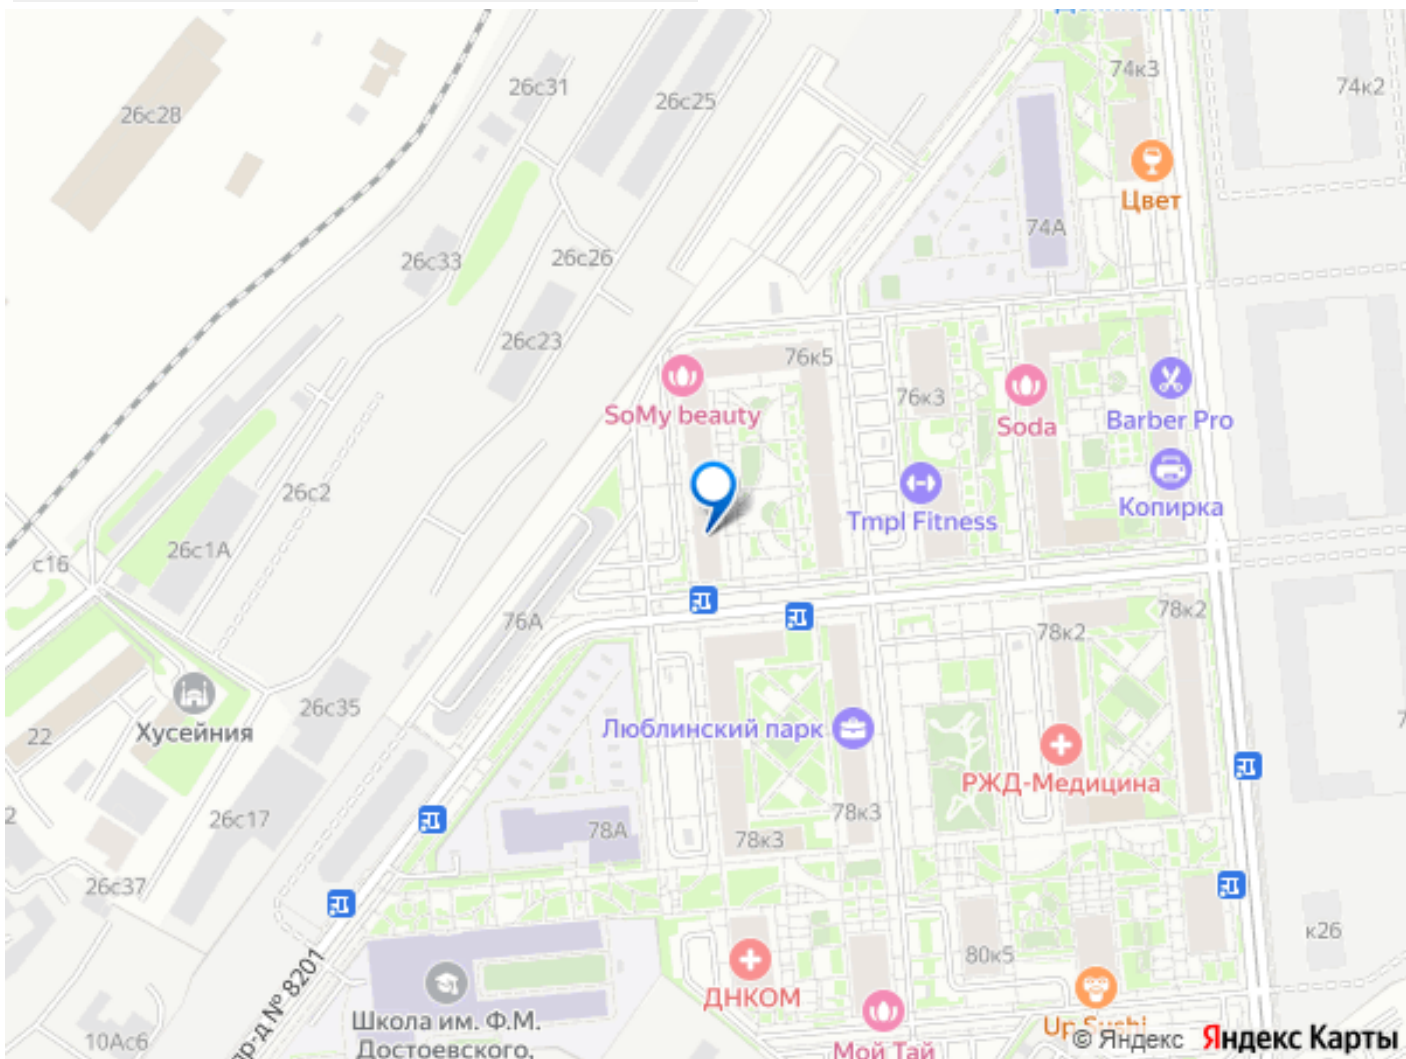 74к3
26с31
26с25
74к2
26с28
Цвет
74А
26с33
26с26
26с23
76к5
76к3
SoMy beauty
Soda
Barber Pro
26с2
Tmpl Fitness
Копирка
26с1А
с16
76А
78к2
78к2
26с35
Хусейния
22
Люблинский парк
РЖД-Медицина
26с17
78А
78к3
78к3
26с37
80к5
к26
пр-д № 8201
ДНКОМ
Школа им. Ф.М.
Достоевского,
10Ас6
Мой Тай
Up Sushi
© Яндекс Яндекс Карты